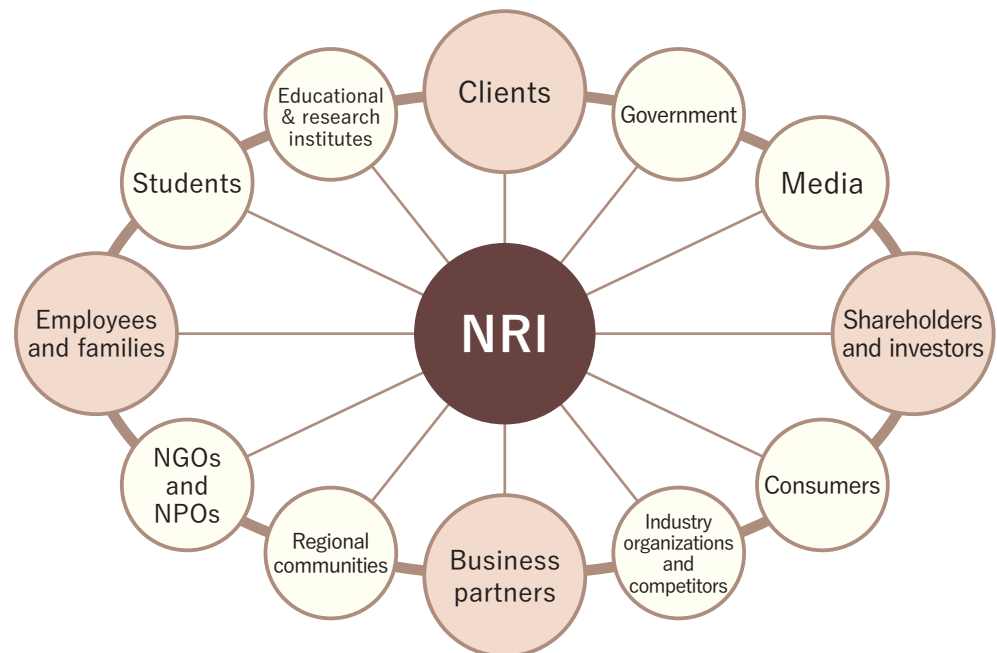 Clients
Educational
& research
institutes
Government
Students
Media
Employees
and families
NRI
Shareholders
and investors
NGOs
and
NPOs
Consumers
Regional
communities
Business
partners
Industry
organizations
and
competitors